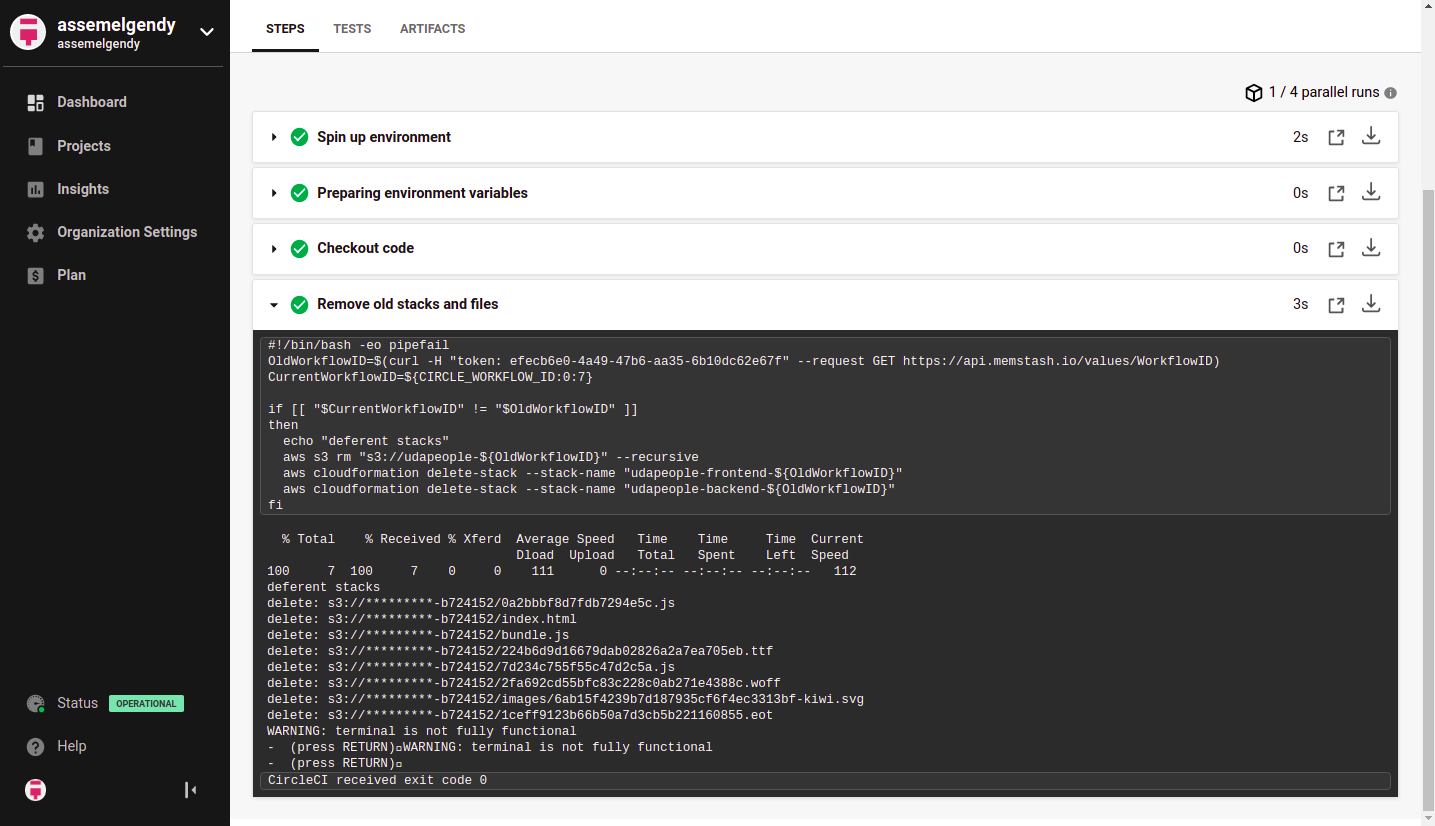 assemelgendy
assemelgendy
Dashboard
Projects
Insights
Organization Settings
Plan
Status OPERATIONAL
Help
STEPS TESTS ARTIFACTS
1 / 4 parallel runs
Spin up environment 2s
Preparing environment variables 0s
Checkout code 0s
Remove old stacks and files 3s
#!/bin/bash -eo pipefail
OldWorkflowID=$(curl -H "token: efecb6e0-4a49-47b6-aa35-6b10dc62e67f" --request GET https://api.memstash.io/values/WorkflowID)
CurrentWorkflowID=${CIRCLE_WORKFLOW_ID:0:7}
if [[ "$CurrentWorkflowID" != "$OldWorkflowID" ]]
then
  echo "deferent stacks"
  aws s3 rm "s3://udapeople-${OldWorkflowID}" --recursive
  aws cloudformation delete-stack --stack-name "udapeople-frontend-${OldWorkflowID}"
  aws cloudformation delete-stack --stack-name "udapeople-backend-${OldWorkflowID}"
fi
  % Total    % Received % Xferd  Average Speed   Time    Time     Time  Current
                                 Dload  Upload   Total   Spent    Left  Speed
100     7  100     7    0     0    111      0 --:--:-- --:--:-- --:--:--   112
deferent stacks
delete: s3://*********-b724152/0a2bbbf8d7fdb7294e5c.js
delete: s3://*********-b724152/index.html
delete: s3://*********-b724152/bundle.js
delete: s3://*********-b724152/224b6d9d16679dab02826a2a7ea705eb.ttf
delete: s3://*********-b724152/7d234c755f55c47d2c5a.js
delete: s3://*********-b724152/2fa692cd55bfc83c228c0ab271e4388c.woff
delete: s3://*********-b724152/images/6ab15f4239b7d187935cf6f4ec3313bf-kiwi.svg
delete: s3://*********-b724152/1ceff9123b66b50a7d3cb5b221160855.eot
WARNING: terminal is not fully functional
-  (press RETURN)WARNING: terminal is not fully functional
-  (press RETURN)
CircleCI received exit code 0